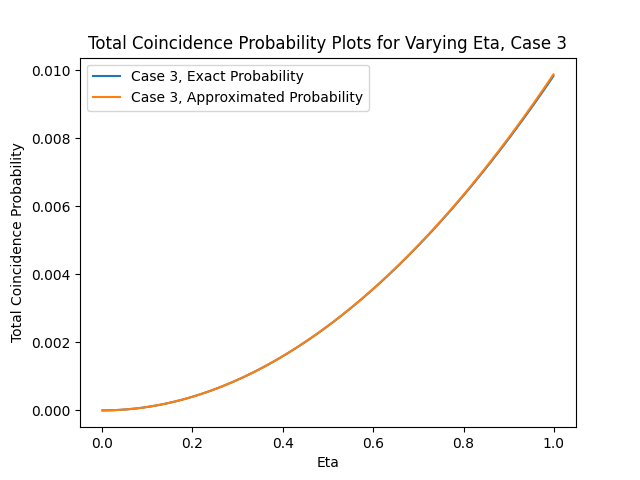 Total Coincidence Probability Plots for Varying Eta, Case 3
Case 3, Exact Probability
Case 3, Approximated Probability
Total Coincidence Probability
0.010
0.008
0.006
0.004
0.002
0.000
0.0 0.2 0.4 0.6 0.8 1.0
Eta